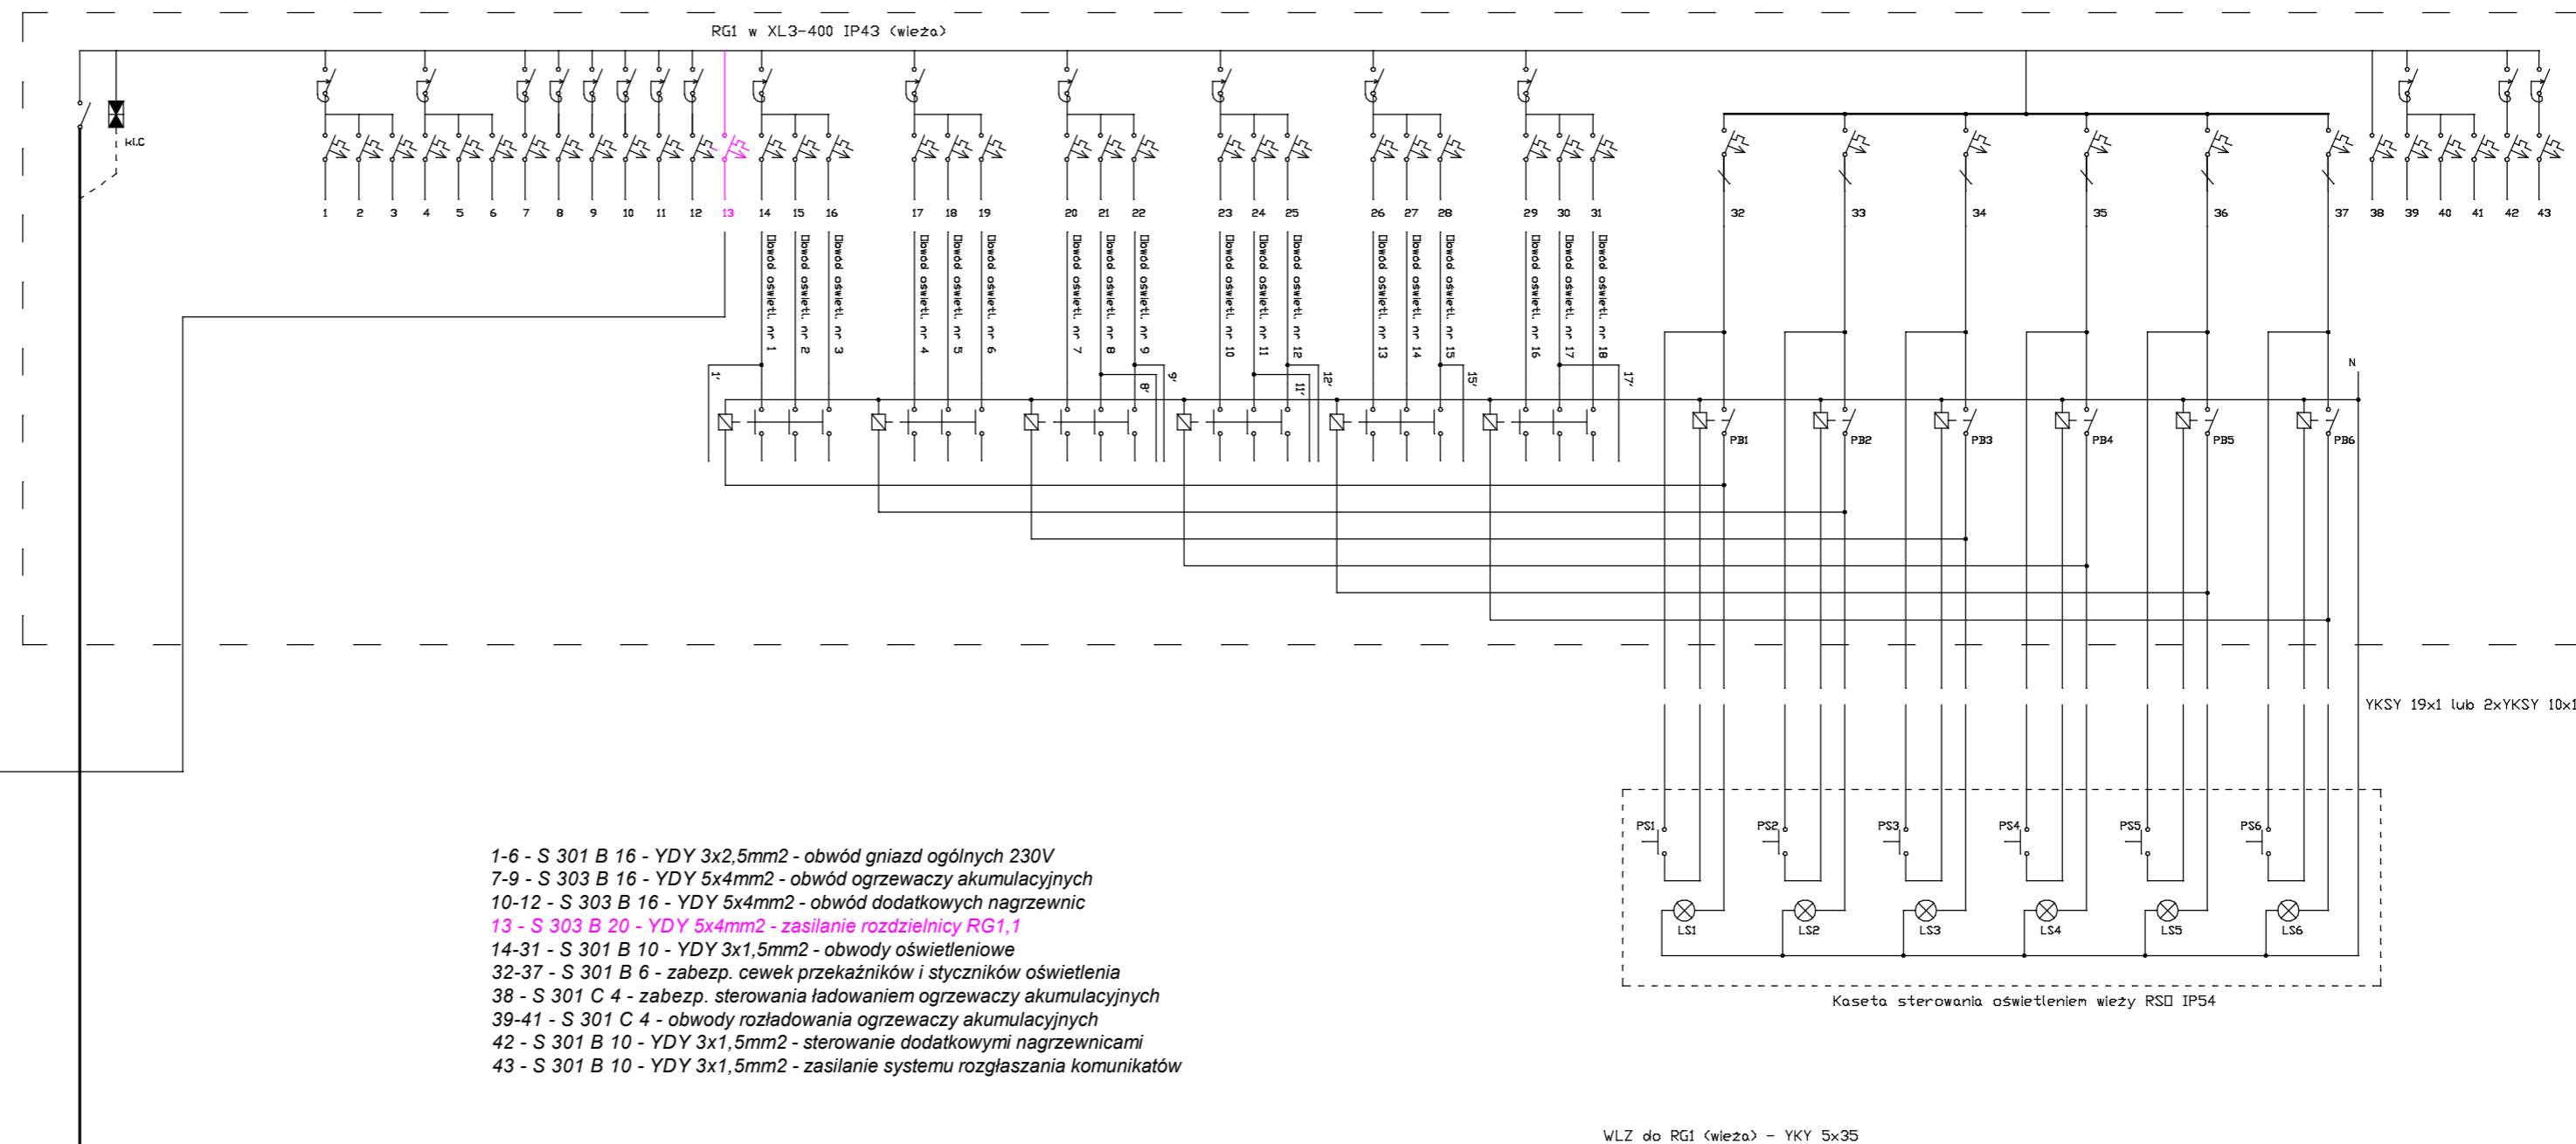 RG1 w XL3-400 IP43 (wieża)
kl.C
1 2 3 4 5 6 7 8 9 10 11 12 13 14 15 16 17 18 19 20 21 22 23 24 25 26 27 28 29 30 31 32 33 34 35 36 37 38 39 40 41 42 43
Obwód oświetl. nr 1
Obwód oświetl. nr 2
Obwód oświetl. nr 3
Obwód oświetl. nr 4
Obwód oświetl. nr 5
Obwód oświetl. nr 6
Obwód oświetl. nr 7
Obwód oświetl. nr 8
Obwód oświetl. nr 9
Obwód oświetl. nr 10
Obwód oświetl. nr 11
Obwód oświetl. nr 12
Obwód oświetl. nr 13
Obwód oświetl. nr 14
Obwód oświetl. nr 15
Obwód oświetl. nr 16
Obwód oświetl. nr 17
Obwód oświetl. nr 18
N
1' 8' 9' 11' 12' 15' 17'
PB1 PB2 PB3 PB4 PB5 PB6
YKSY 19x1 lub 2xYKSY 10x1
PS1 PS2 PS3 PS4 PS5 PS6
LS1 LS2 LS3 LS4 LS5 LS6
Kaseta sterowania oświetleniem wieży RSO IP54
1-6 - S 301 B 16 - YDY 3x2,5mm2 - obwód gniazd ogólnych 230V
7-9 - S 303 B 16 - YDY 5x4mm2 - obwód ogrzewaczy akumulacyjnych
10-12 - S 303 B 16 - YDY 5x4mm2 - obwód dodatkowych nagrzewnic
13 - S 303 B 20 - YDY 5x4mm2 - zasilanie rozdzielnicy RG1,1
14-31 - S 301 B 10 - YDY 3x1,5mm2 - obwody oświetleniowe
32-37 - S 301 B 6 - zabezp. cewek przekaźników i styczników oświetlenia
38 - S 301 C 4 - zabezp. sterowania ładowaniem ogrzewaczy akumulacyjnych
39-41 - S 301 C 4 - obwody rozładowania ogrzewaczy akumulacyjnych
42 - S 301 B 10 - YDY 3x1,5mm2 - sterowanie dodatkowymi nagrzewnicami
43 - S 301 B 10 - YDY 3x1,5mm2 - zasilanie systemu rozgłaszania komunikatów
WLZ do RG1 (wieża) - YKY 5x35